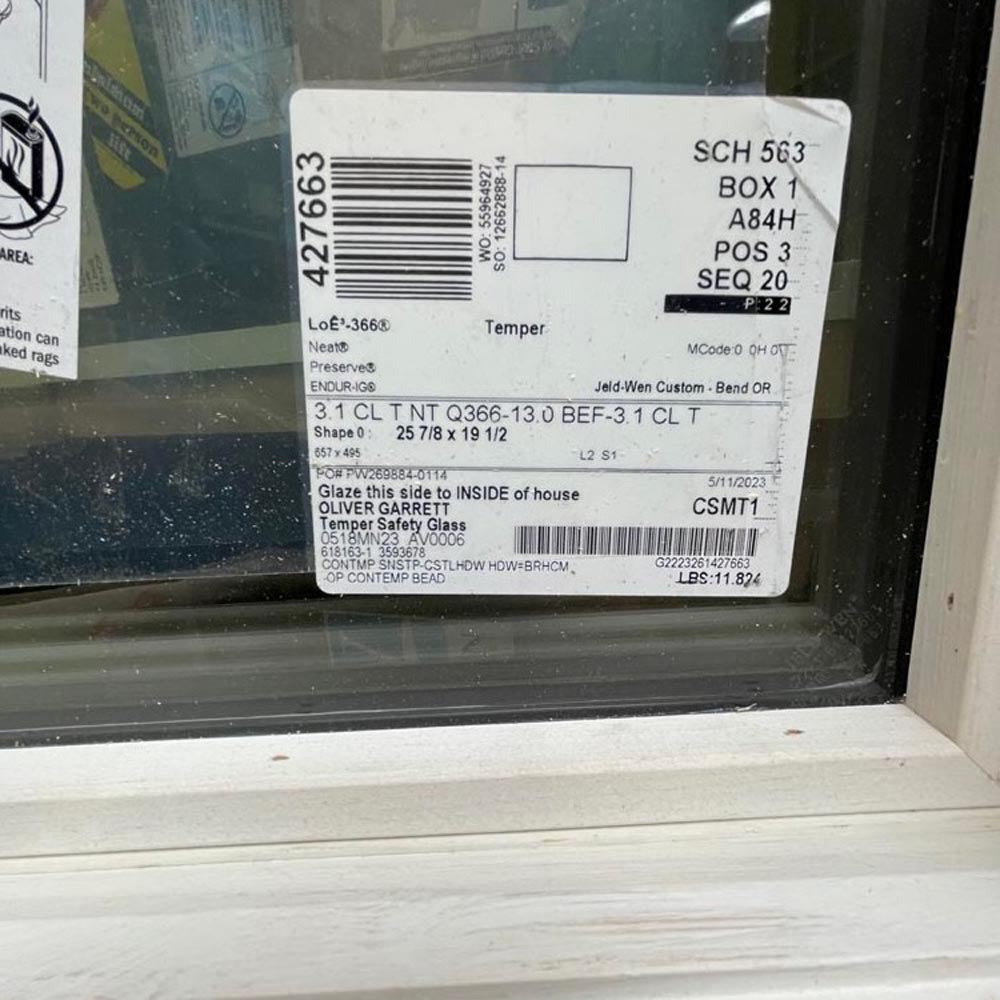 AREA:
rits
ation can
ked rags
two person
lift
427663
WO: 55964927
SO: 12662888-14
SCH 563
BOX 1
A84H
POS 3
SEQ 20
P:22
LoĒ³-366®
Temper
Neat®
MCode:0 0H 0
Preserve®
ENDUR-IG®
Jeld-Wen Custom - Bend OR
3.1 CL T NT Q366-13.0 BEF-3.1 CL T
Shape 0 : 25 7/8 x 19 1/2
657 x 495
L2 S1
PO# PW269884-0114
5/11/2023
Glaze this side to INSIDE of house
OLIVER GARRETT
CSMT1
Temper Safety Glass
0518MN23 AV0006
618163-1 3593678
G2223261427663
CONTMP SNSTP-CSTLHDW HDW=BRHCM
-OP CONTEMP BEAD
LBS:11.824